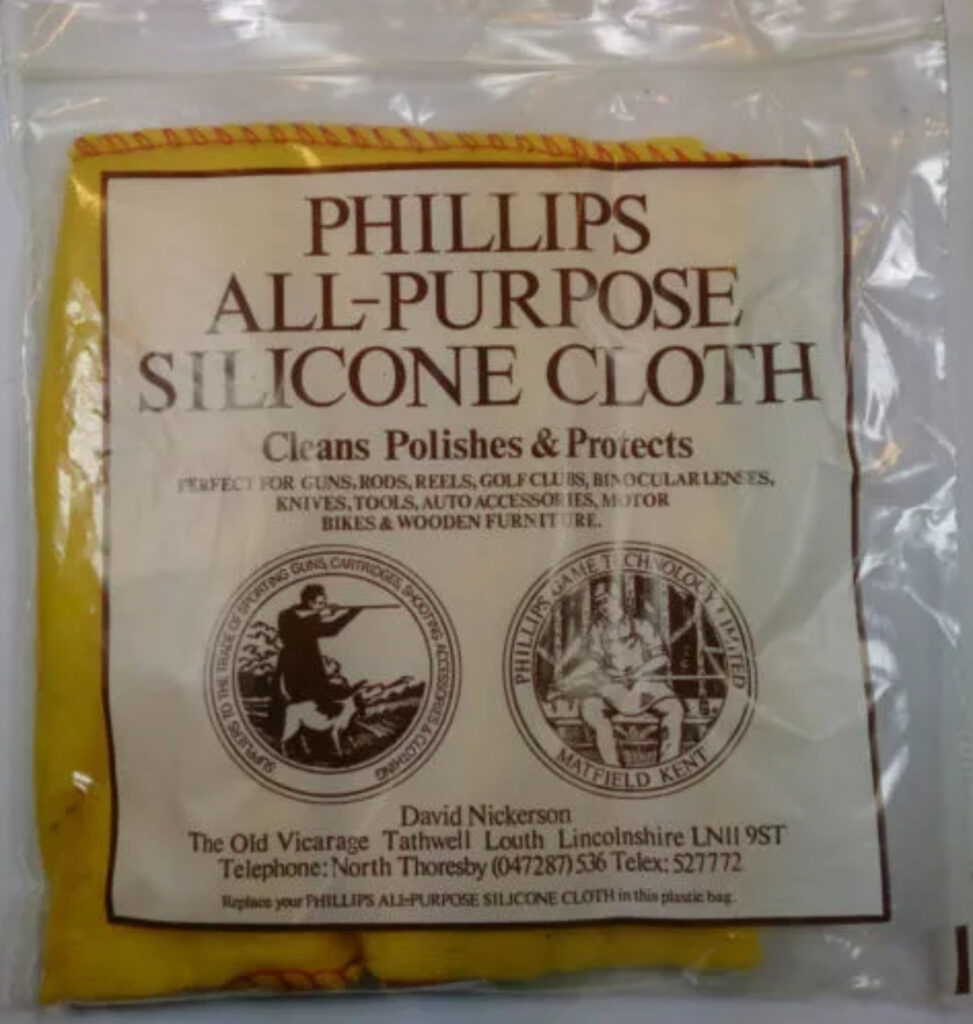 PHILLIPS
ALL-PURPOSE
SILICONE CLOTH
Cleans Polishes & Protects
PERFECT FOR GUNS, RODS, REELS, GOLF CLUBS, BINOCULAR LENSES,
KNIVES, TOOLS, AUTO ACCESSORIES, MOTOR
BIKES & WOODEN FURNITURE.
SUPPLIERS TO THE TRADE OF SPORTING GUNS, CARTRIDGES, SHOOTING ACCESSORIES & CLOTHING
PHILLIPS GAME TECHNOLOGY LIMITED
MATFIELD KENT
David Nickerson
The Old Vicarage Tathwell Louth Lincolnshire LN11 9ST
Telephone: North Thoresby (047287) 536 Telex: 527772
Replace your PHILLIPS ALL-PURPOSE SILICONE CLOTH in this plastic bag.